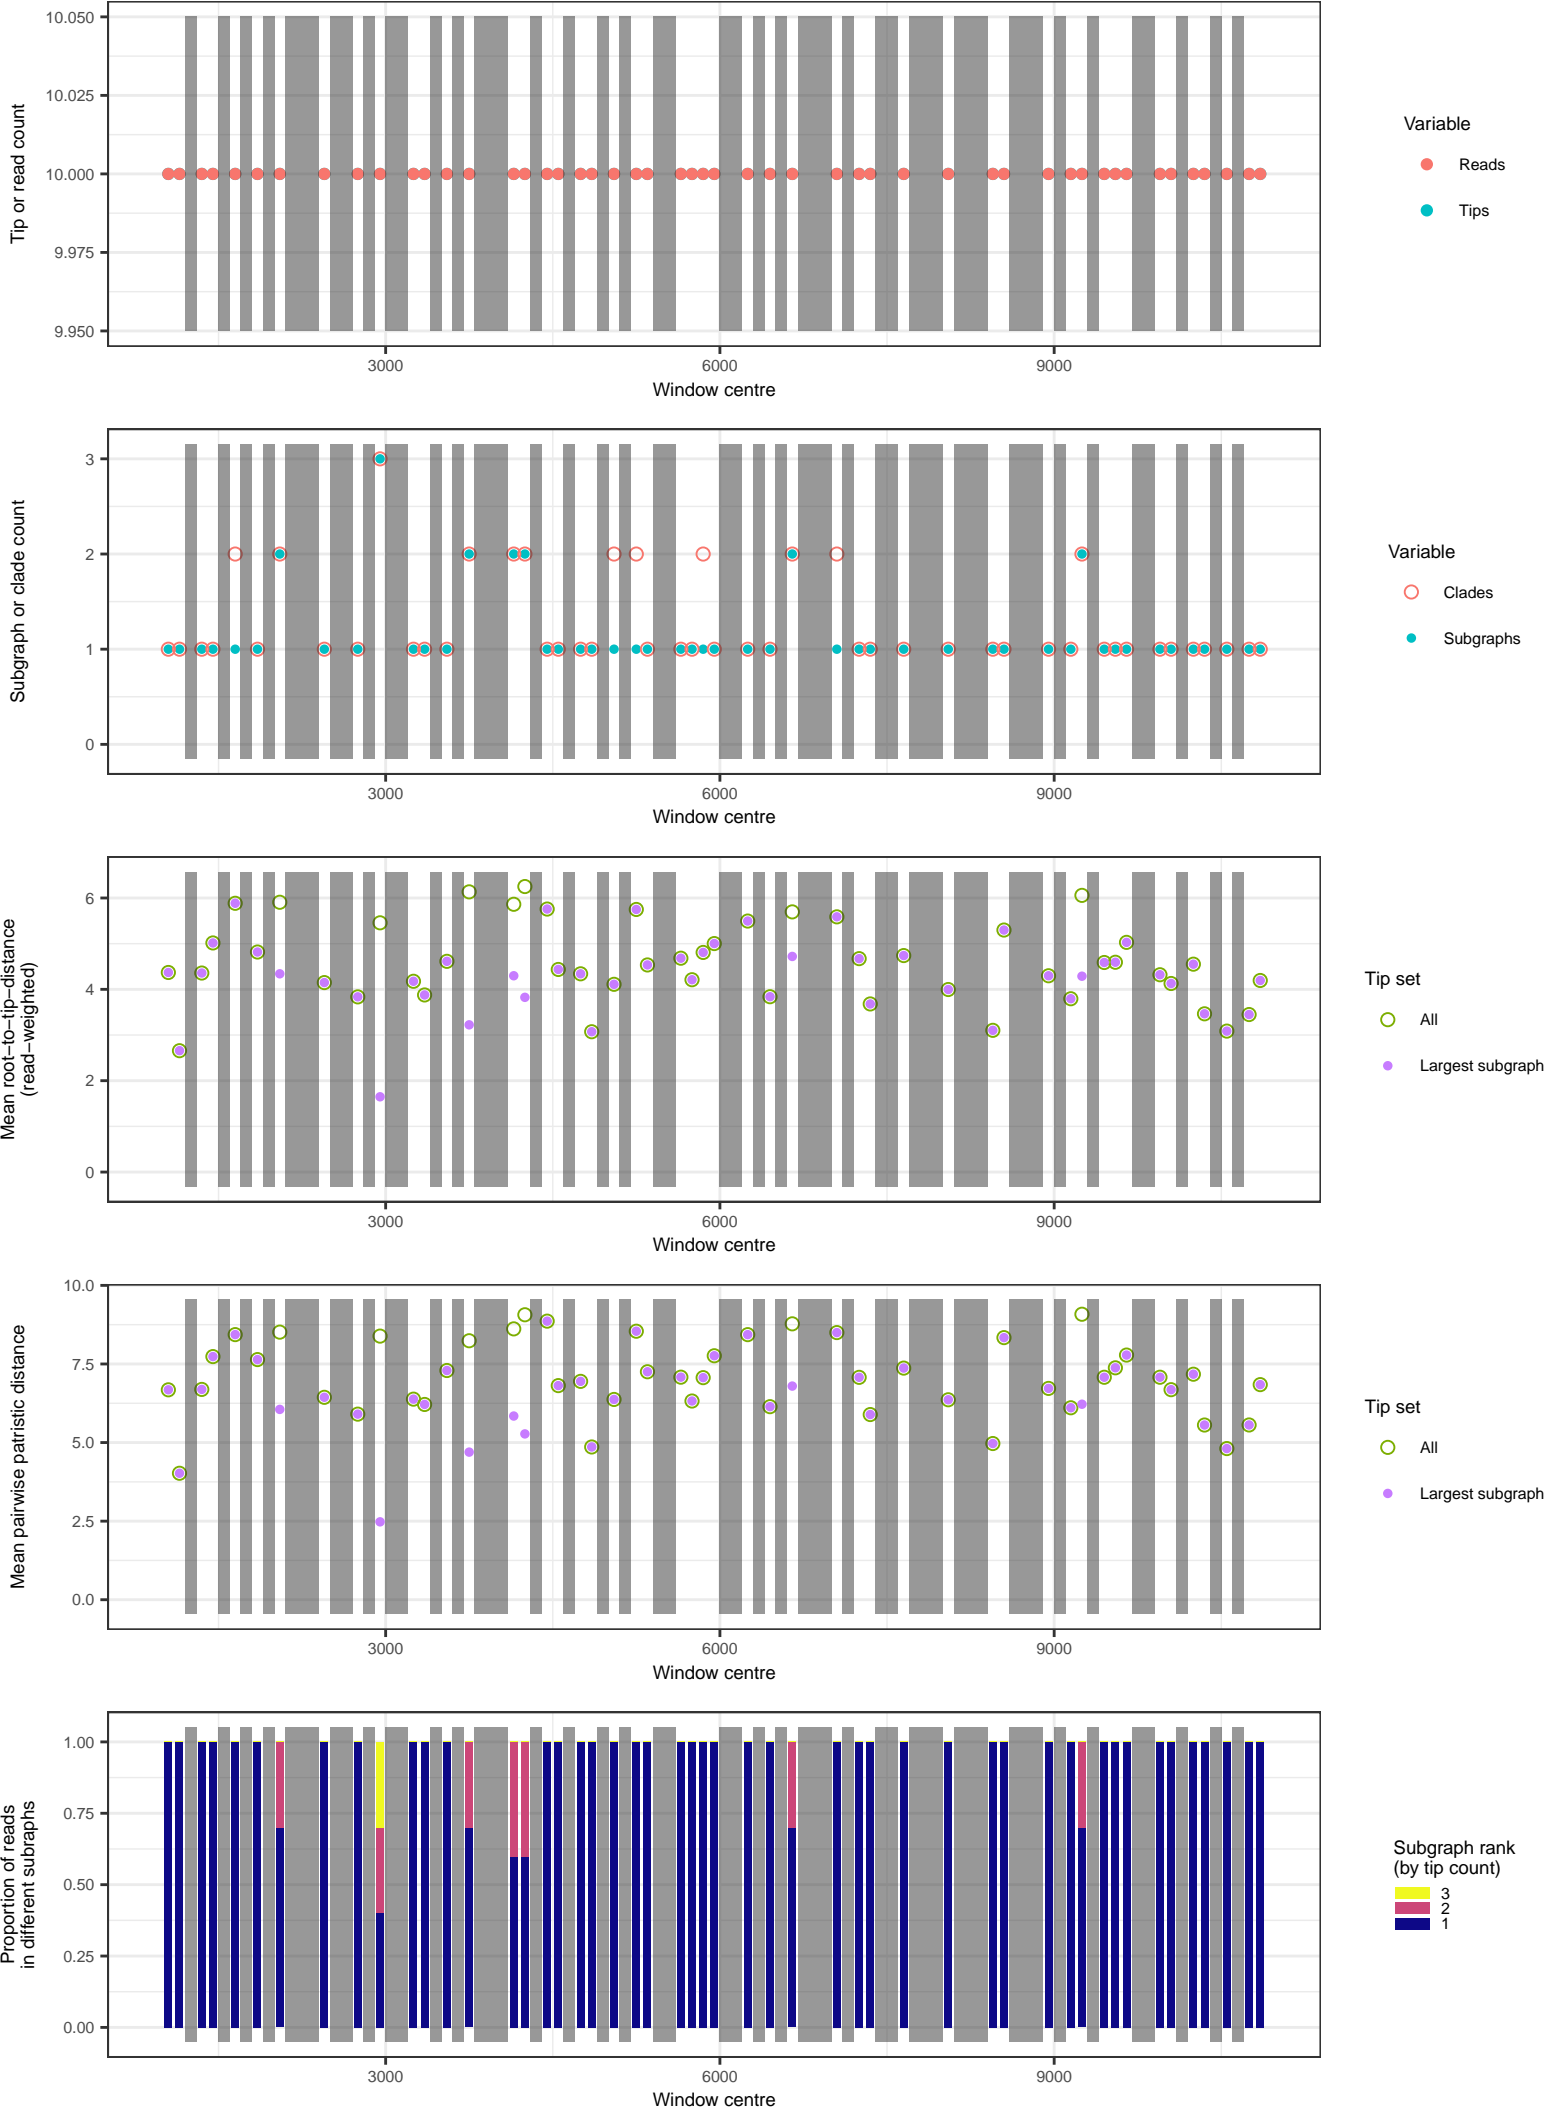 10.050
10.025
10.000
9.975
9.950
Tip or read count
3000
6000
9000
Window centre
Variable
Reads
Tips
3
2
1
0
Subgraph or clade count
3000
6000
9000
Window centre
Variable
Clades
Subgraphs
6
4
2
0
Mean root−to−tip−distance
(read−weighted)
3000
6000
9000
Window centre
Tip set
All
Largest subgraph
10.0
7.5
5.0
2.5
0.0
Mean pairwise patristic distance
3000
6000
9000
Window centre
Tip set
All
Largest subgraph
1.00
0.75
0.50
0.25
0.00
Proportion of reads
in different subraphs
3000
6000
9000
Window centre
Subgraph rank
(by tip count)
3
2
1